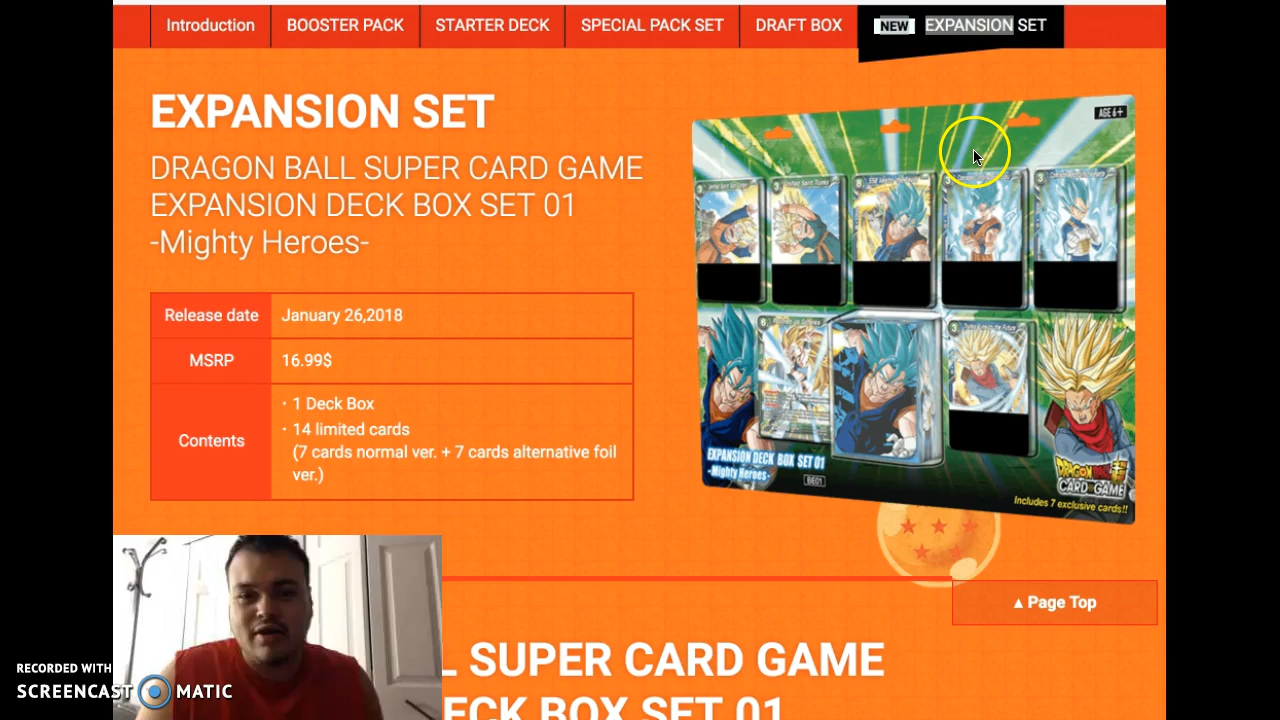 Introduction
BOOSTER PACK
STARTER DECK
SPECIAL PACK SET
DRAFT BOX
NEW EXPANSION SET
EXPANSION SET
DRAGON BALL SUPER CARD GAME
EXPANSION DECK BOX SET 01
-Mighty Heroes-
Release date January 26,2018
MSRP 16.99$
Contents
・1 Deck Box
・14 limited cards
(7 cards normal ver. + 7 cards alternative foil
ver.)
AGE 6+
EXPANSION DECK BOX SET 01
-Mighty Heroes-
BE01
DRAGON BALL
CARD GAME
Includes 7 exclusive cards!!
▲Page Top
L SUPER CARD GAME
ECK BOX SET 01
RECORDED WITH
SCREENCAST MATIC